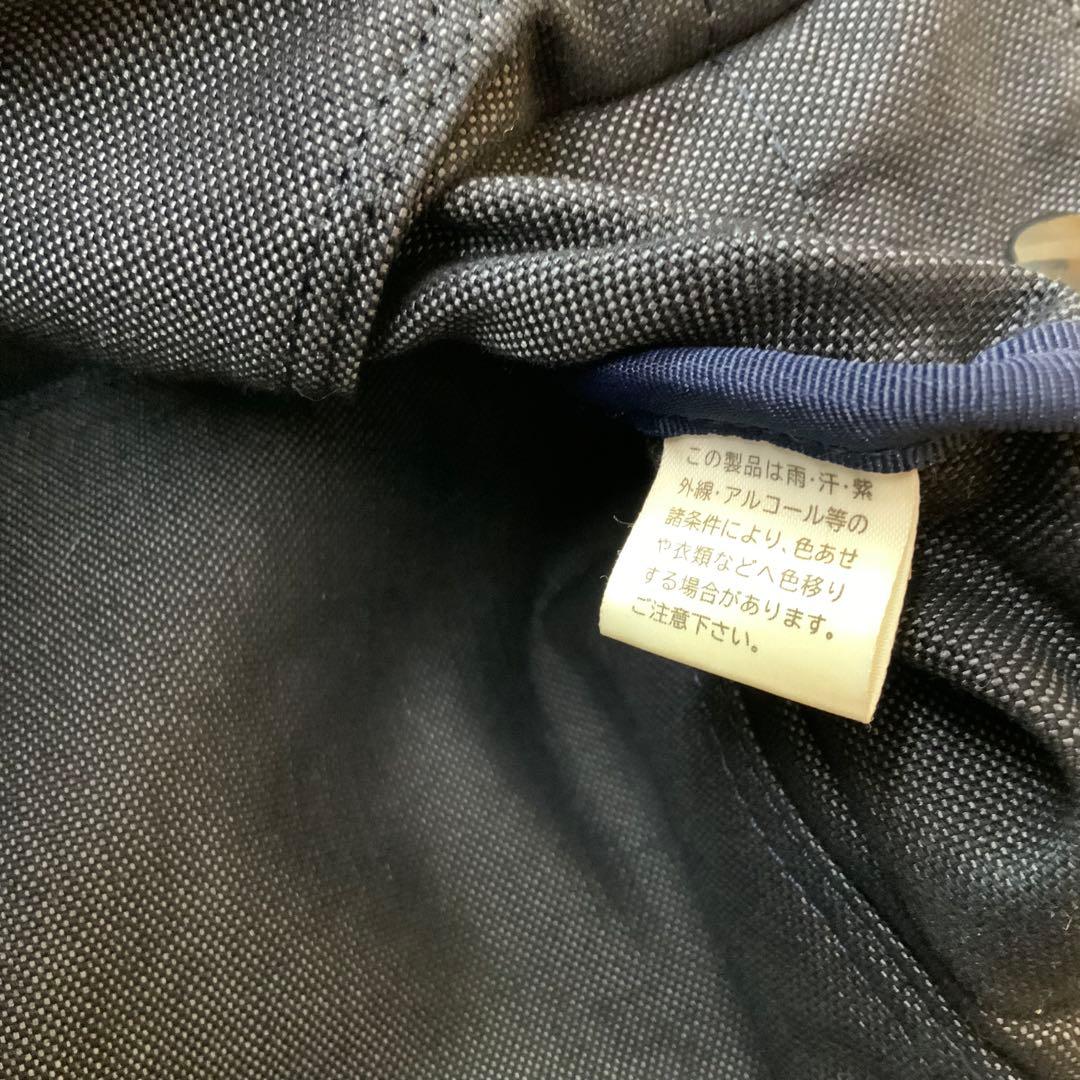 この製品は雨・汗・紫
外線・アルコール等の
諸条件により、色あせ
や衣類などへ色移り
する場合があります。
ご注意下さい。